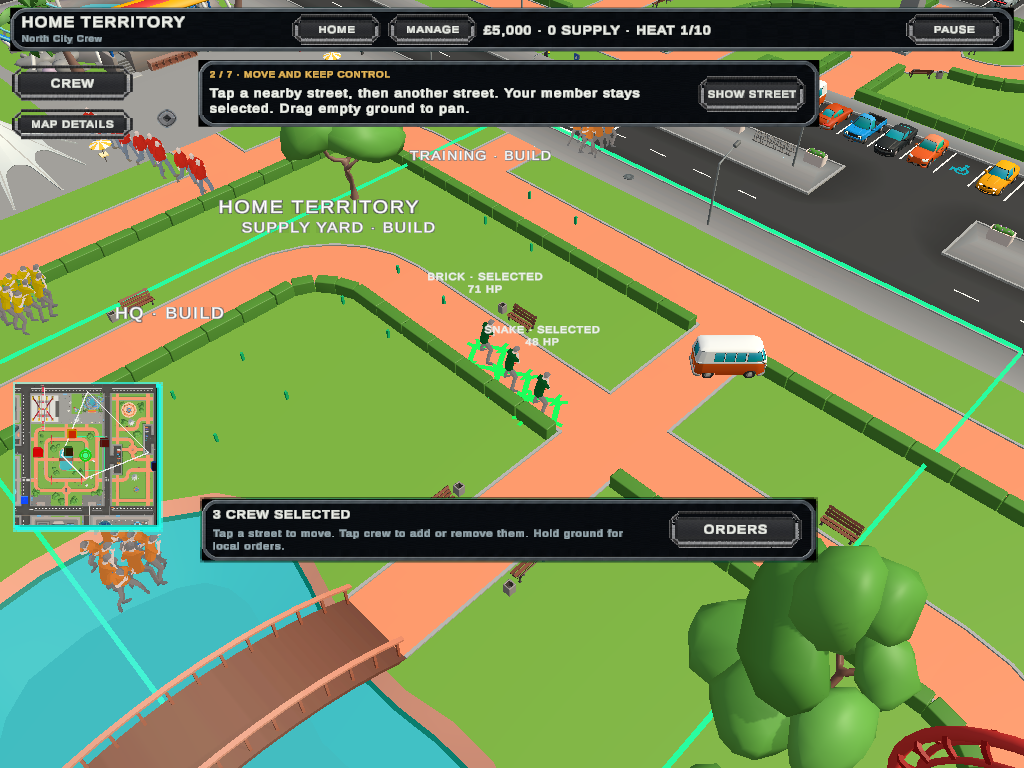 HOME TERRITORY
North City Crew
HOME
MANAGE
£5,000 · 0 SUPPLY · HEAT 1/10
PAUSE
CREW
MAP DETAILS
2 / 7 · MOVE AND KEEP CONTROL
Tap a nearby street, then another street. Your member stays
selected. Drag empty ground to pan.
SHOW STREET
TRAINING · BUILD
HOME TERRITORY
SUPPLY YARD · BUILD
BRICK · SELECTED
71 HP
HQ · BUILD
SNAKE · SELECTED
48 HP
3 CREW SELECTED
Tap a street to move. Tap crew to add or remove them. Hold ground for
local orders.
ORDERS